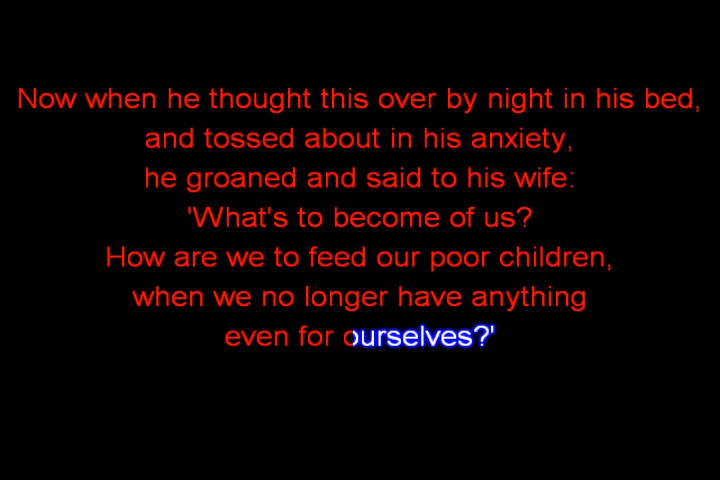 Now when he thought this over by night in his bed,
and tossed about in his anxiety,
he groaned and said to his wife:
'What's to become of us?
How are we to feed our poor children,
when we no longer have anything
even for ourselves?'